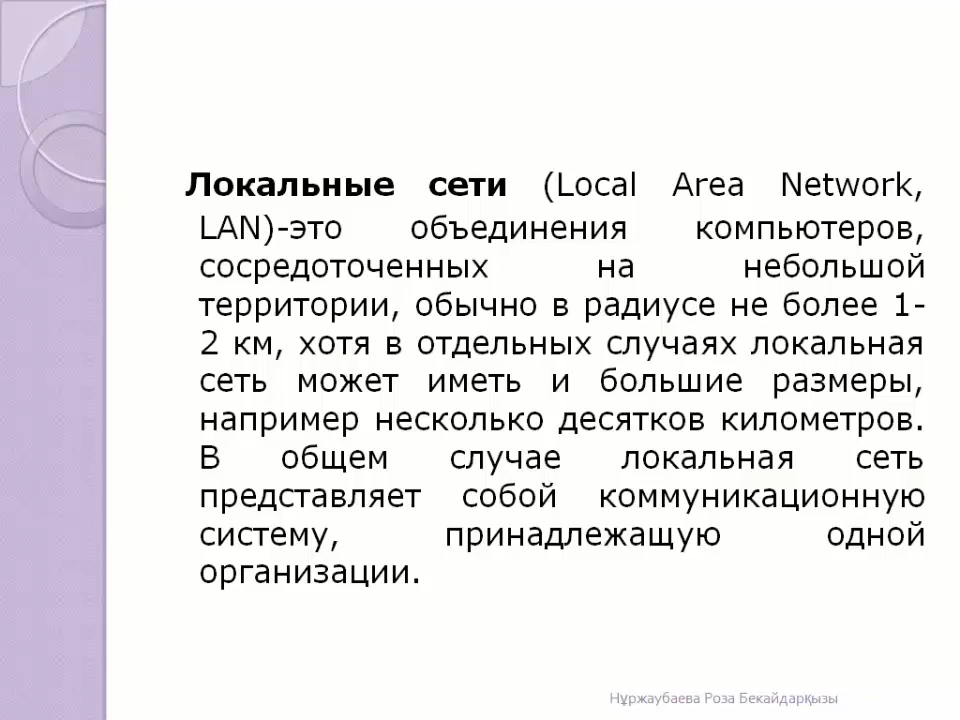 Локальные сети (Local Area Network,
LAN)-это объединения компьютеров,
сосредоточенных на небольшой
территории, обычно в радиусе не более 1-
2 км, хотя в отдельных случаях локальная
сеть может иметь и большие размеры,
например несколько десятков километров.
В общем случае локальная сеть
представляет собой коммуникационную
систему, принадлежащую одной
организации.
Нұржаубаева Роза Бекайдарқызы